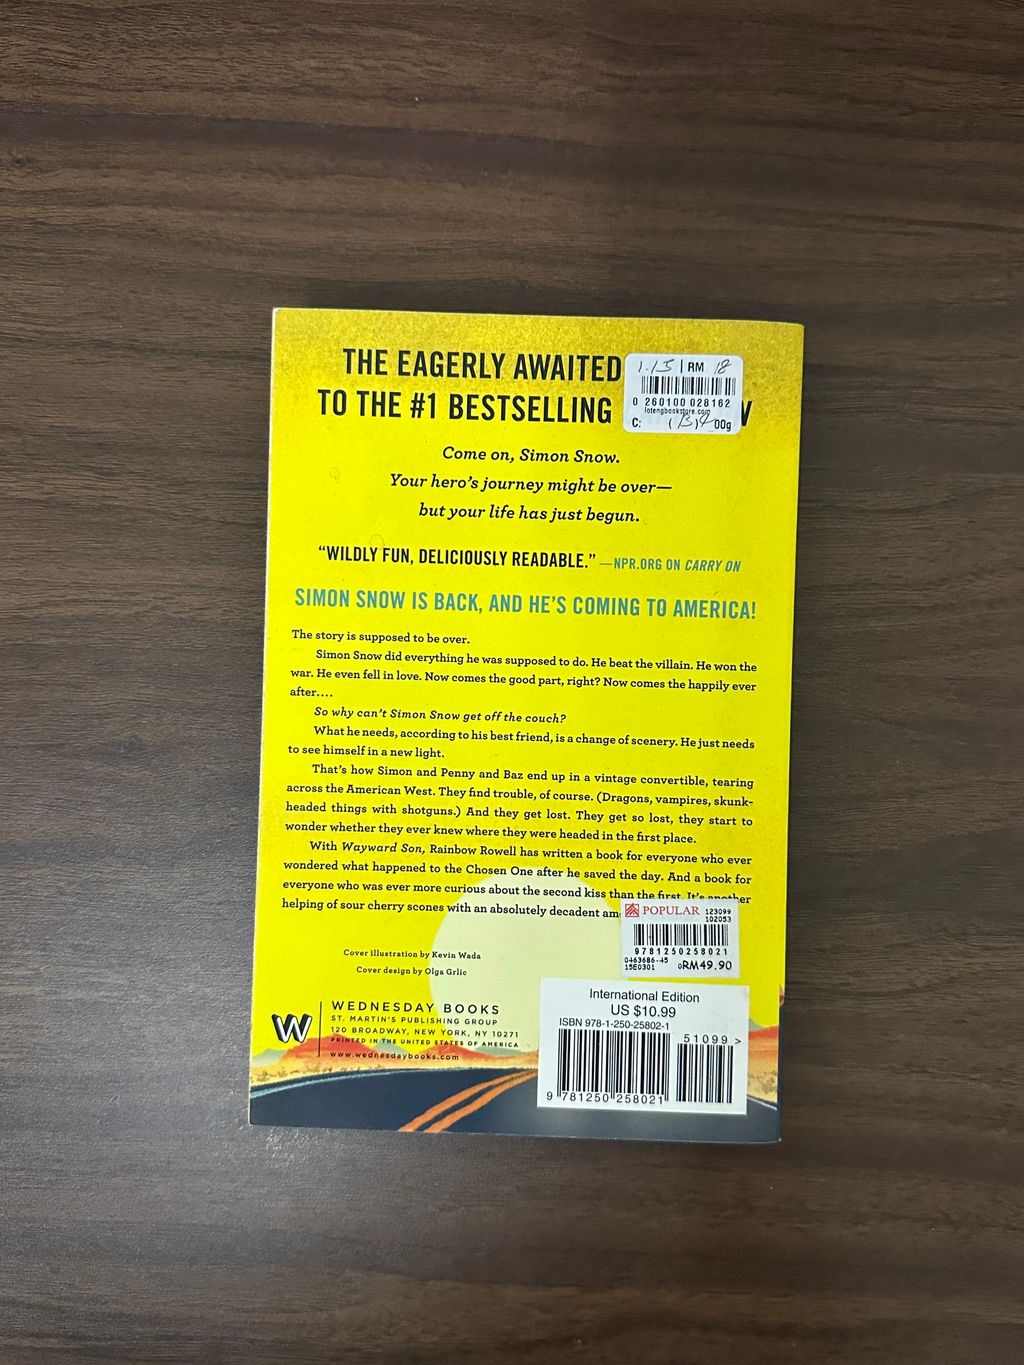 THE EAGERLY AWAITED
TO THE #1 BESTSELLING
1.15 | RM 18
0 260100 028162
lotengbookstore.com
C: 00g
Come on, Simon Snow.
Your hero's journey might be over—
but your life has just begun.
“WILDLY FUN, DELICIOUSLY READABLE.” —NPR.ORG ON CARRY ON
SIMON SNOW IS BACK, AND HE'S COMING TO AMERICA!
The story is supposed to be over.
Simon Snow did everything he was supposed to do. He beat the villain. He won the
war. He even fell in love. Now comes the good part, right? Now comes the happily ever
after....
So why can't Simon Snow get off the couch?
What he needs, according to his best friend, is a change of scenery. He just needs
to see himself in a new light.
That's how Simon and Penny and Baz end up in a vintage convertible, tearing
across the American West. They find trouble, of course. (Dragons, vampires, skunk-
headed things with shotguns.) And they get lost. They get so lost, they start to
wonder whether they ever knew where they were headed in the first place.
With Wayward Son, Rainbow Rowell has written a book for everyone who ever
wondered what happened to the Chosen One after he saved the day. And a book for
everyone who was ever more curious about the second kiss than the first. It's another
helping of sour cherry scones with an absolutely decadent
POPULAR 123099
102053
9781250258021
04636B6-45
15E0301 0RM49.90
Cover illustration by Kevin Wada
Cover design by Olga Grlic
W
WEDNESDAY BOOKS
ST. MARTIN'S PUBLISHING GROUP
120 BROADWAY, NEW YORK, NY 10271
PRINTED IN THE UNITED STATES OF AMERICA
www.wednesdaybooks.com
International Edition
US $10.99
ISBN 978-1-250-25802-1
51099 >
9 781250 258021